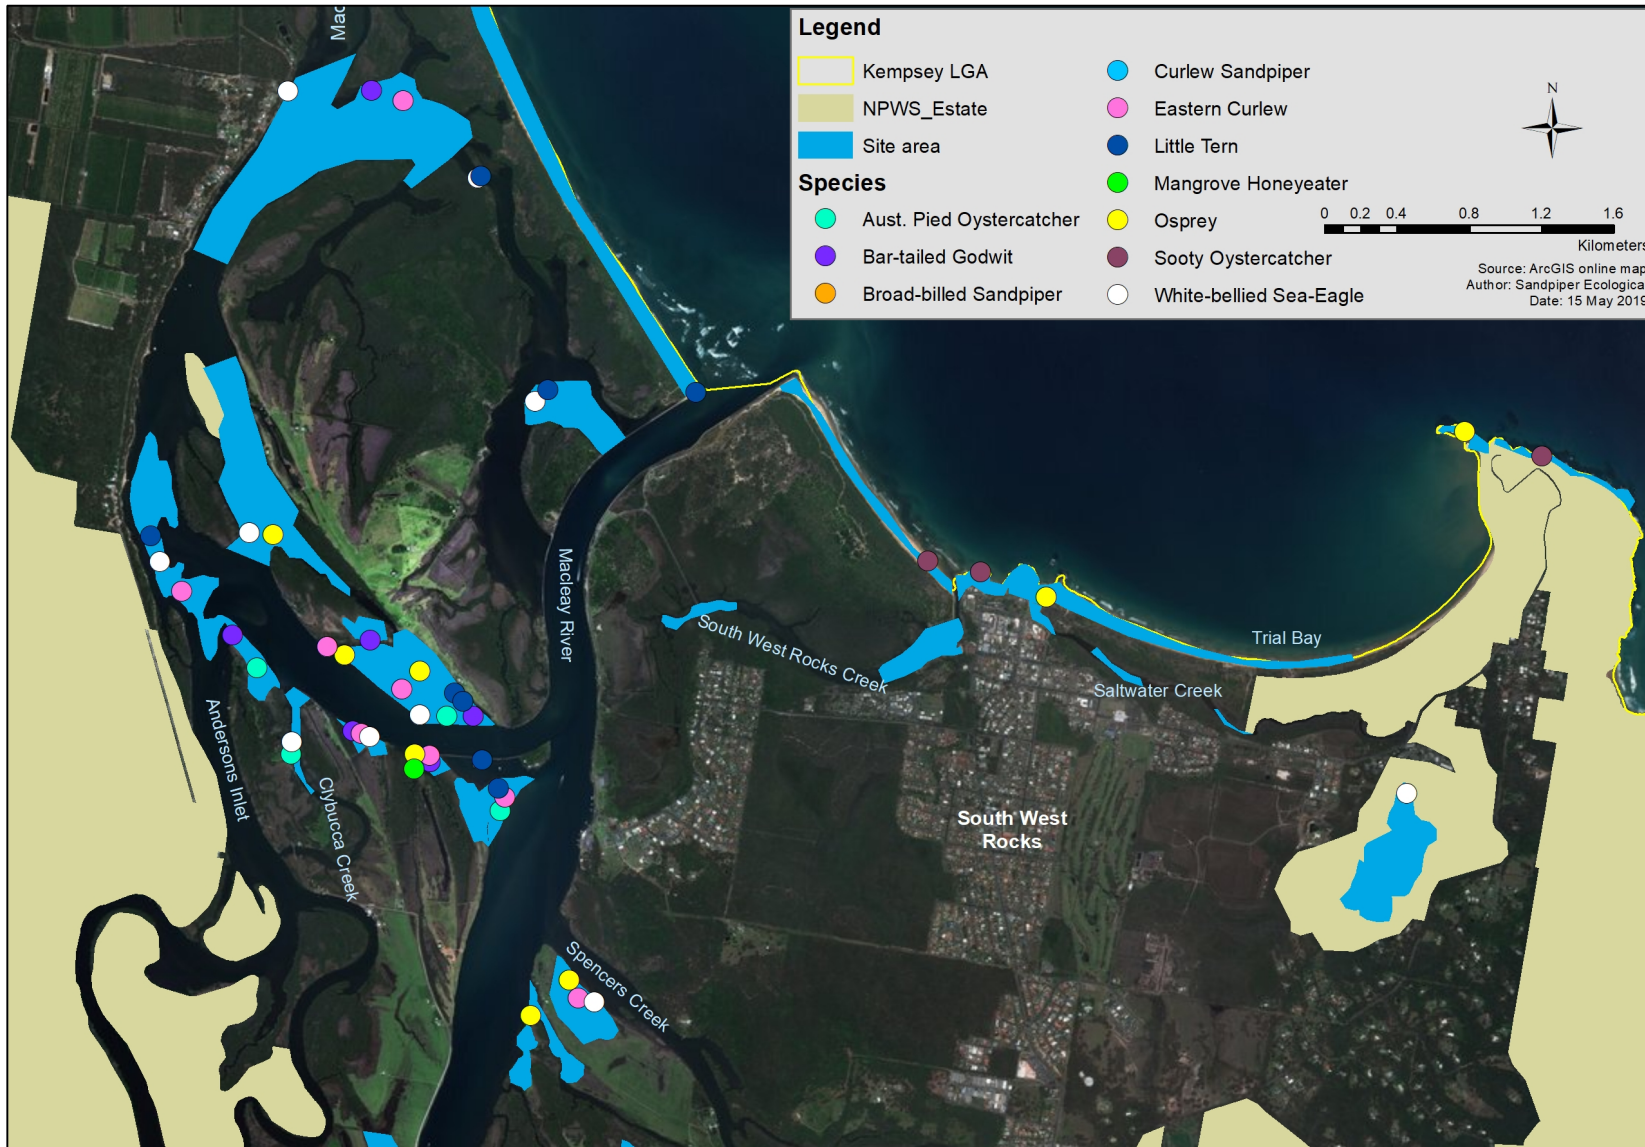 Mac
Legend
Kempsey LGA
NPWS_Estate
Site area
Species
Aust. Pied Oystercatcher
Bar-tailed Godwit
Broad-billed Sandpiper
Curlew Sandpiper
Eastern Curlew
Little Tern
Mangrove Honeyeater
Osprey
Sooty Oystercatcher
White-bellied Sea-Eagle
N
0 0.2 0.4 0.8 1.2 1.6
Kilometers
Source: ArcGIS online map
Author: Sandpiper Ecological
Date: 15 May 2019
Macleay River
South West Rocks Creek
Trial Bay
Saltwater Creek
Andersons Inlet
Clybucca Creek
South West
Rocks
Spencers Creek